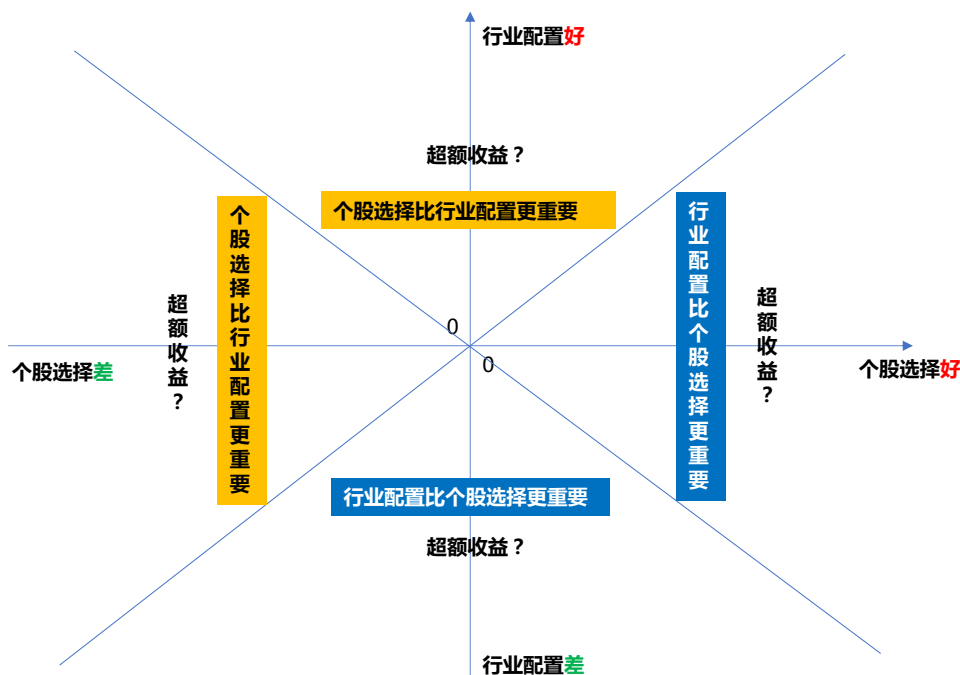 行业配置好
超额收益？
个股选择比行业配置更重要
个股选择比行业配置更重要
行业配置比个股选择更重要
超额收益？
超额收益？
0
0
个股选择差
个股选择好
行业配置比个股选择更重要
超额收益？
行业配置差